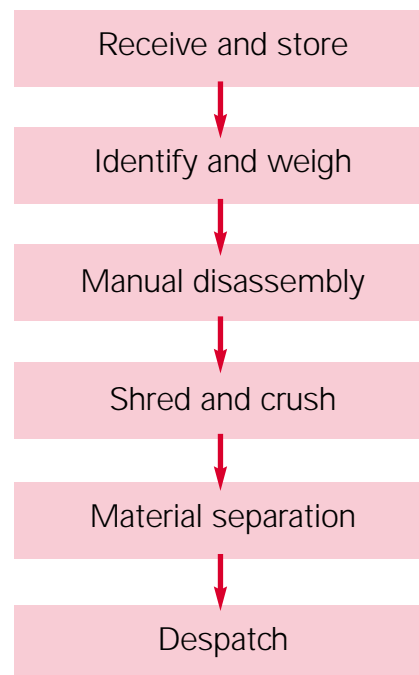 Receive and store
Identify and weigh
Manual disassembly
Shred and crush
Material separation
Despatch